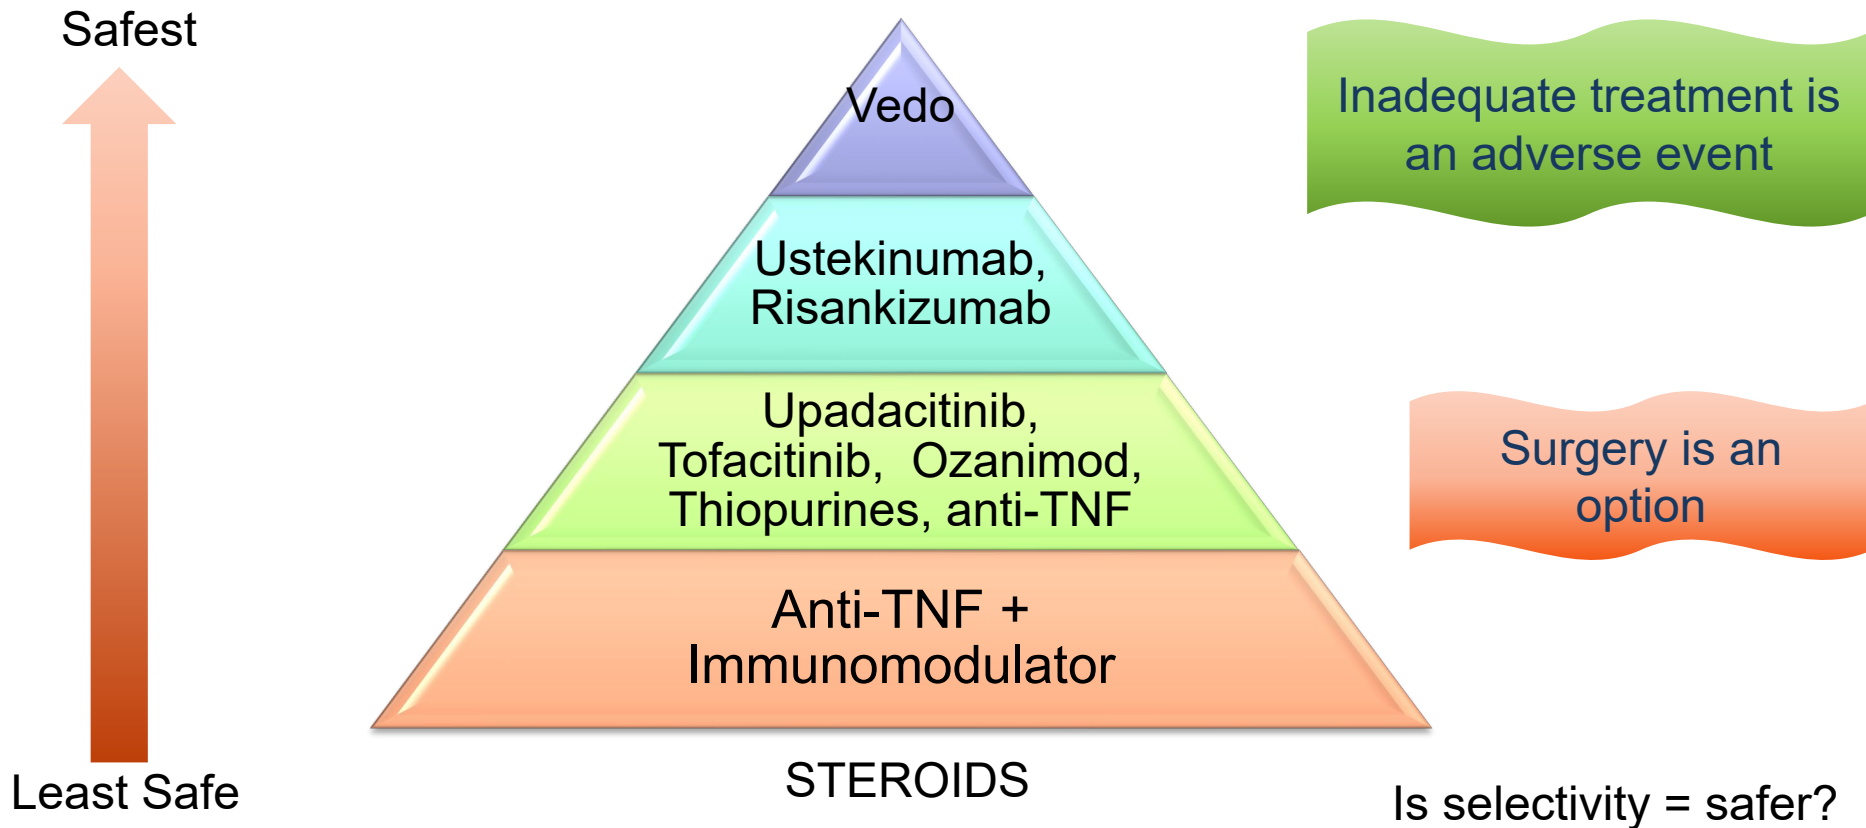 Safest
Vedo
Inadequate treatment is
an adverse event
Ustekinumab,
Risankizumab
Upadacitinib,
Tofacitinib, Ozanimod,
Thiopurines, anti-TNF
Surgery is an
option
Anti-TNF +
Immunomodulator
STEROIDS
Least Safe
Is selectivity = safer?